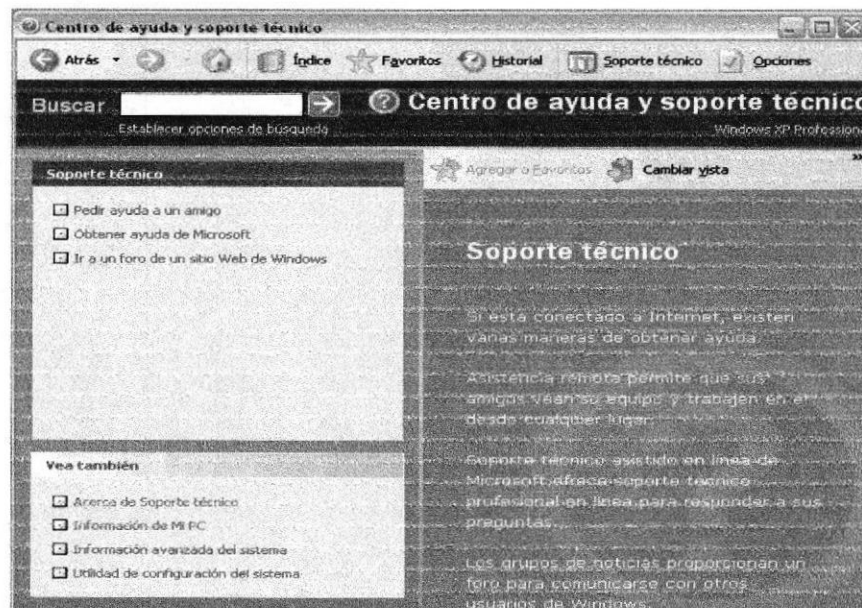 Centro de ayuda y soporte técnico
Atrás Índice Favoritos Historial Soporte técnico Opciones
Buscar Centro de ayuda y soporte técnico
Establecer opciones de búsqueda Windows XP Profession
Soporte técnico
Pedir ayuda a un amigo
Obtener ayuda de Microsoft
Ir a un foro de un sitio Web de Windows
Vea también
Acerca de Soporte técnico
Información de Mi PC
Información avanzada del sistema
Utilidad de configuración del sistema
Agregar a Favoritos Cambiar vista »
Soporte técnico
Si está conectado a Internet, existen
varias maneras de obtener ayuda.
Asistencia remota permite que sus
amigos vean su equipo y trabajen en él
desde cualquier lugar.
Soporte técnico asistido en línea de
Microsoft ofrece soporte técnico
profesional en línea para responder a sus
preguntas.
Los grupos de noticias proporcionan un
foro para comunicarse con otros
usuarios de Windows.